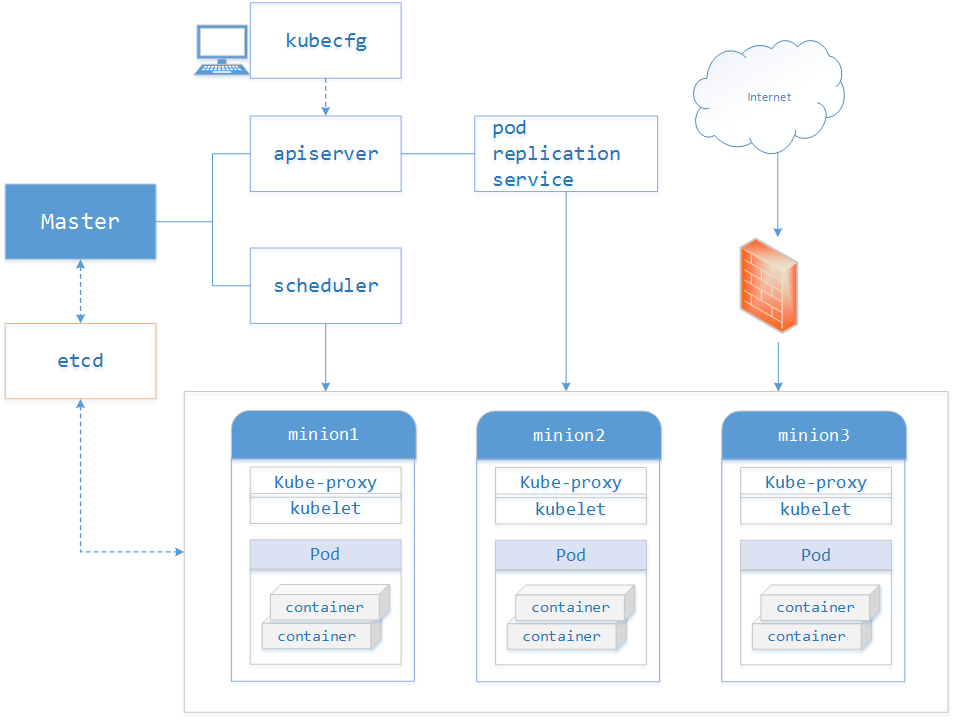 kubecfg
Internet
apiserver
pod
replication
service
Master
scheduler
etcd
minion1
Kube-proxy
kubelet
Pod
container
container
minion2
Kube-proxy
kubelet
Pod
container
container
minion3
Kube-proxy
kubelet
Pod
container
container